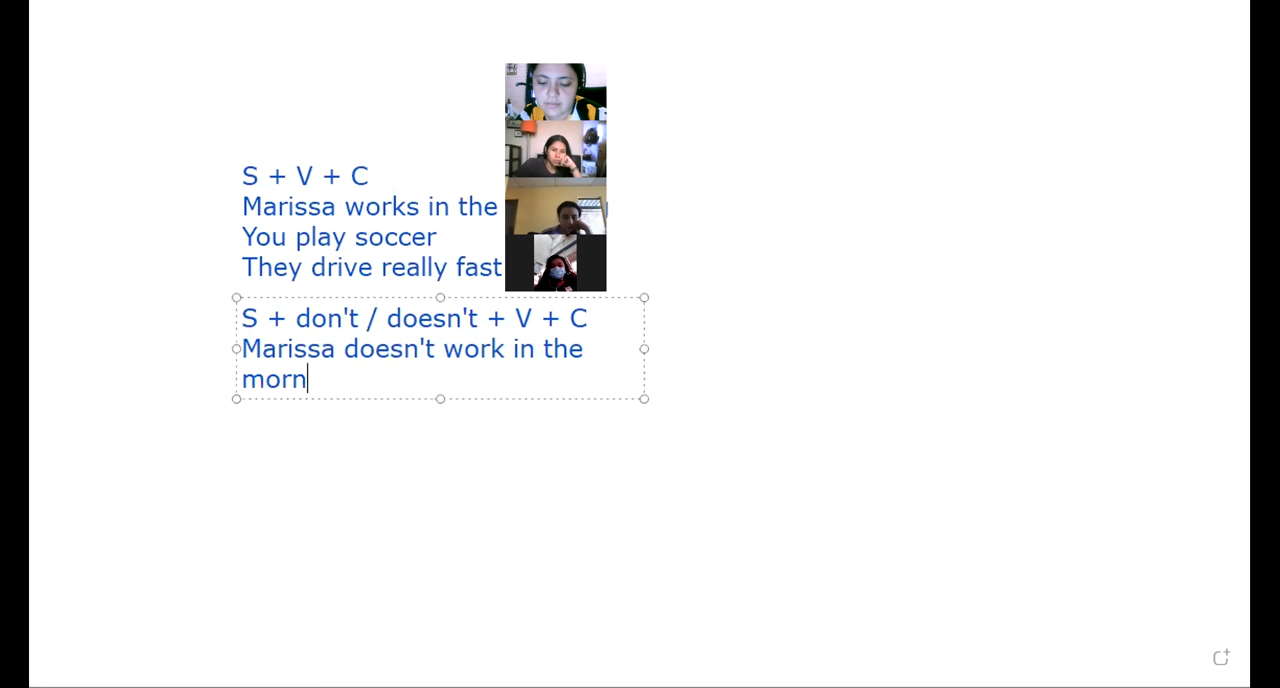 S + V + C
Marissa works in the
You play soccer
They drive really fast
S + don't / doesn't + V + C
Marissa doesn't work in the
morn